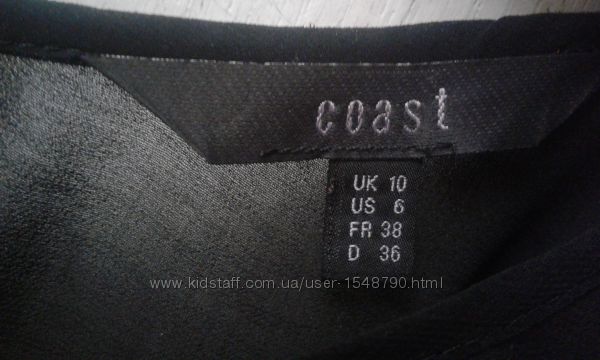 coast
UK 10
US 6
FR 38
D 36
www.kidstaff.com.ua/user-1548790.html